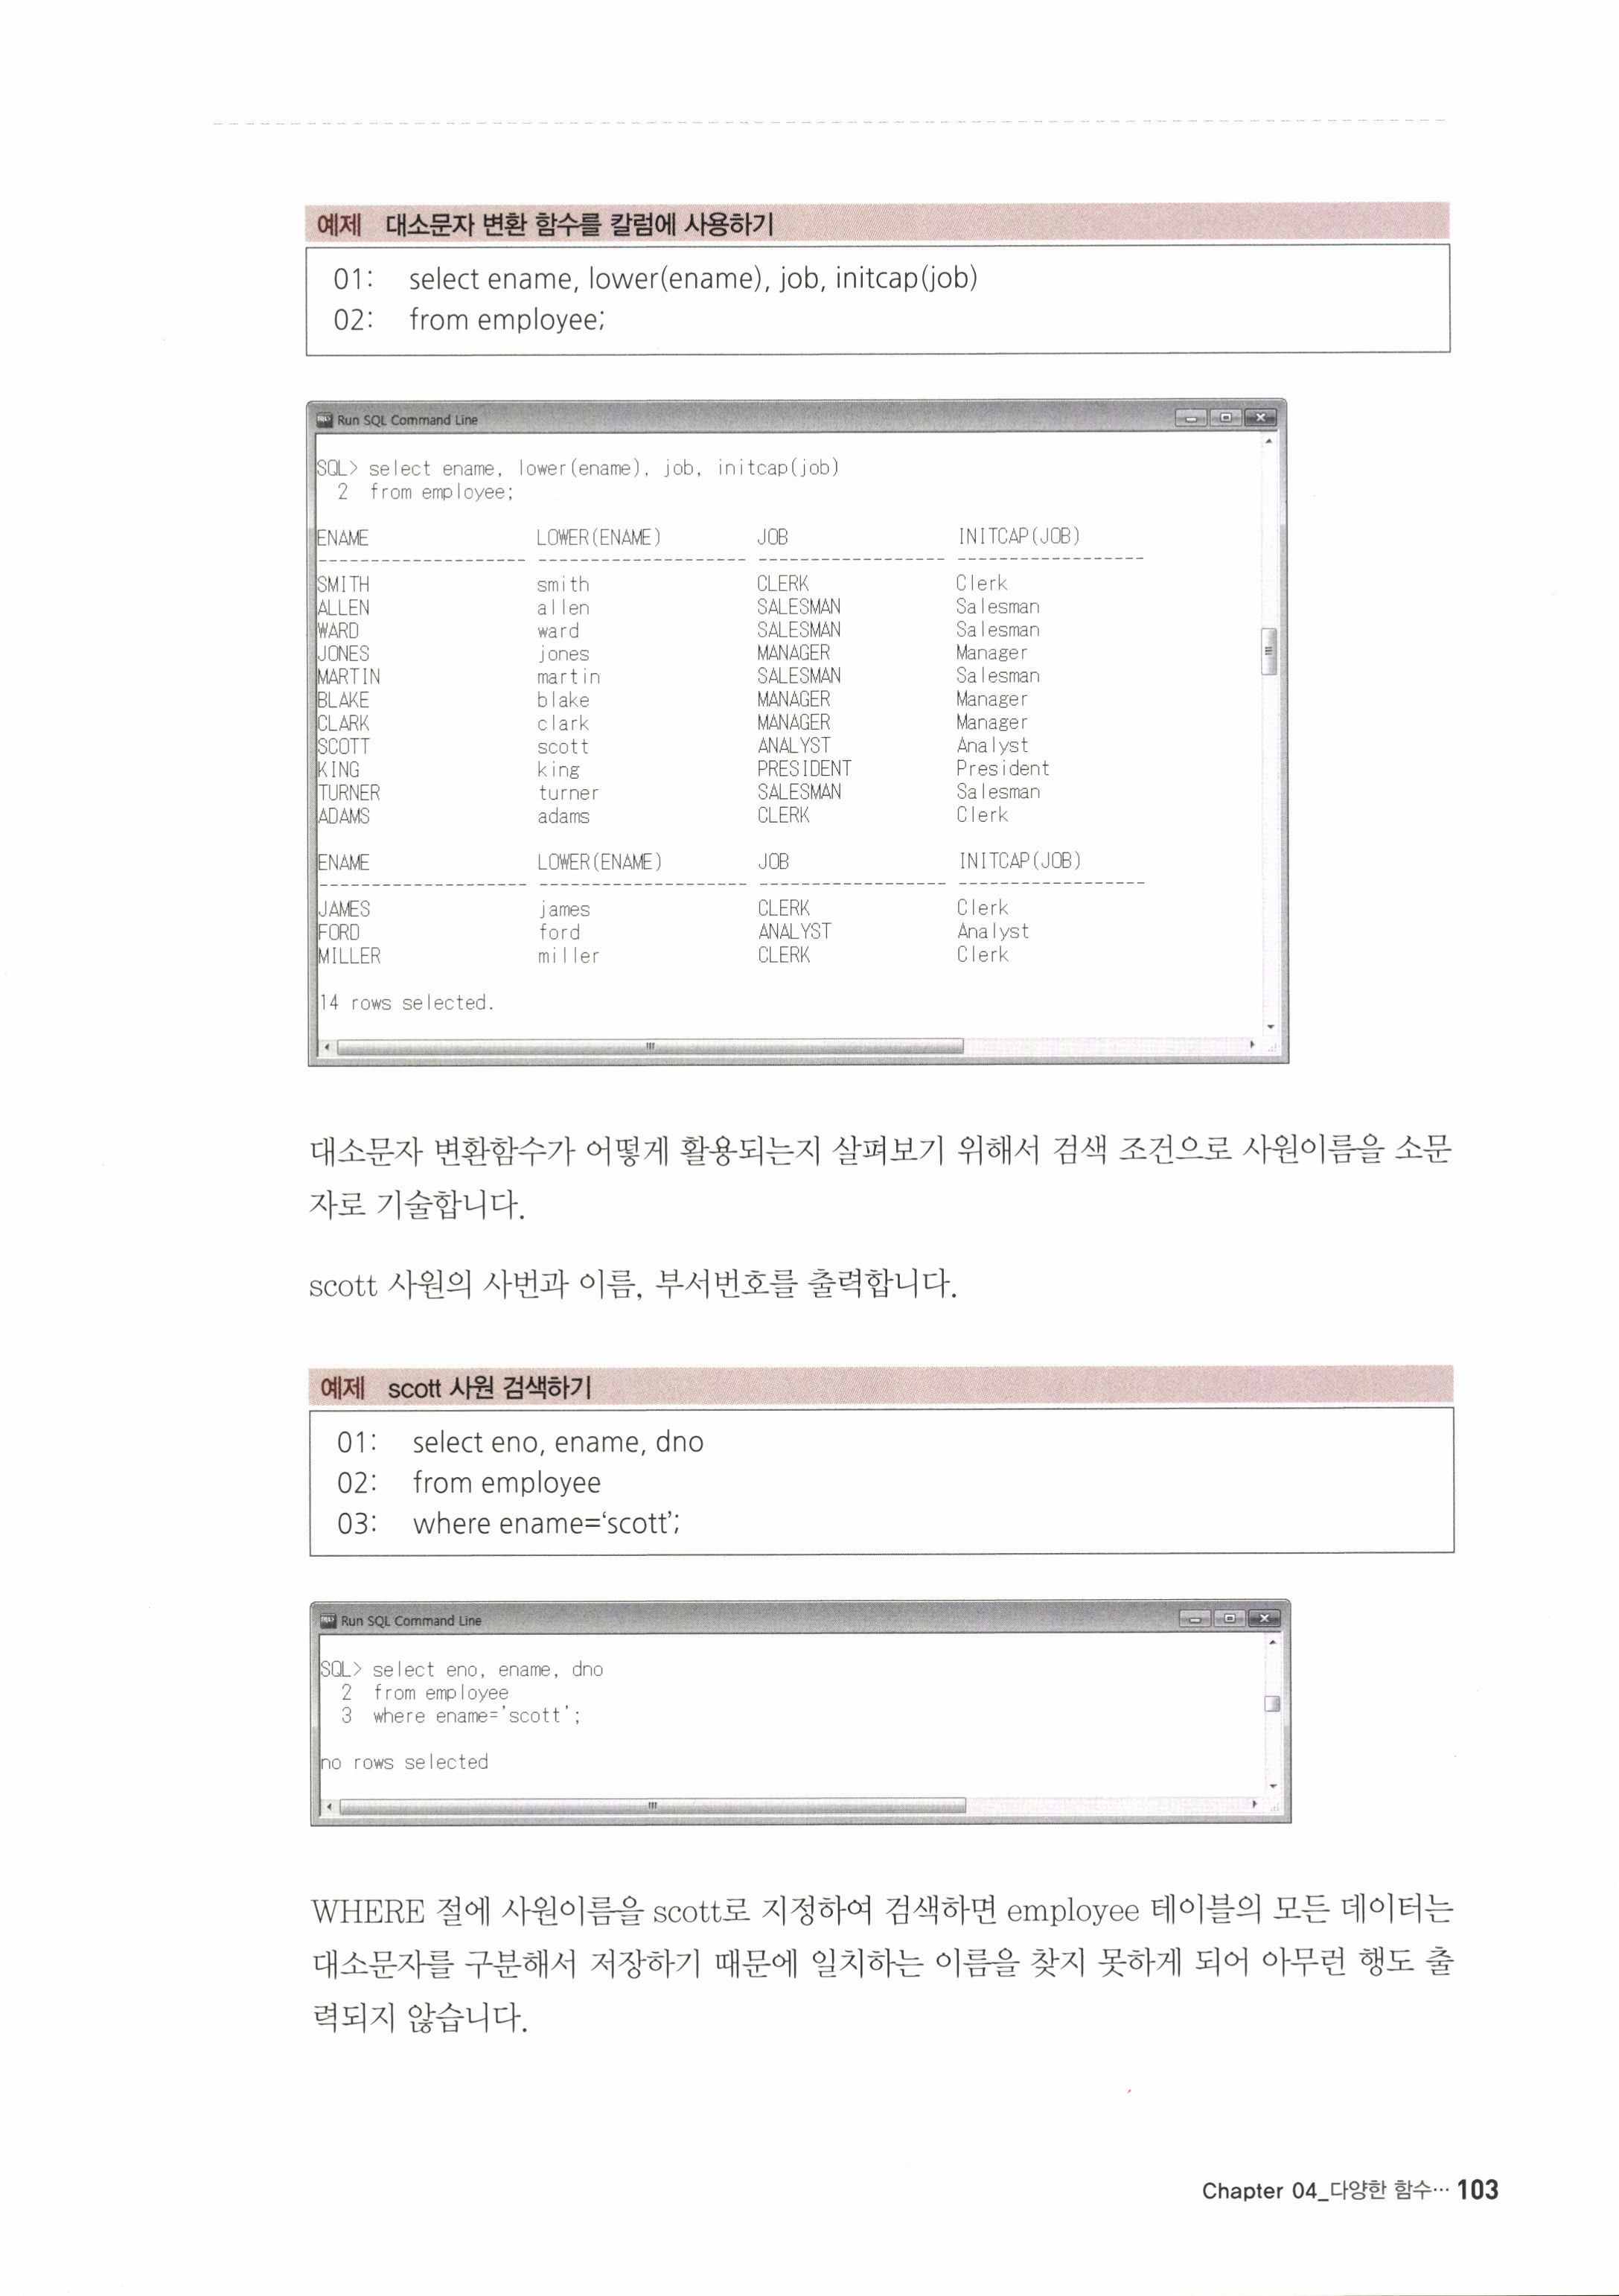 예제 대소문자 변환 함수를 칼럼에 사용하기
01: select ename, lower(ename), job, initcap(job)
02: from employee;
Run SQL Command Line
SQL> select ename, lower(ename), job, initcap(job)
2 from employee;
ENAME LOWER(ENAME) JOB INITCAP(JOB)
-------------------- -------------------- ------------------ ------------------
SMITH smith CLERK Clerk
ALLEN allen SALESMAN Salesman
WARD ward SALESMAN Salesman
JONES jones MANAGER Manager
MARTIN martin SALESMAN Salesman
BLAKE blake MANAGER Manager
CLARK clark MANAGER Manager
SCOTT scott ANALYST Analyst
KING king PRESIDENT President
TURNER turner SALESMAN Salesman
ADAMS adams CLERK Clerk
ENAME LOWER(ENAME) JOB INITCAP(JOB)
-------------------- -------------------- ------------------ ------------------
JAMES james CLERK Clerk
FORD ford ANALYST Analyst
MILLER miller CLERK Clerk
14 rows selected.
대소문자 변환함수가 어떻게 활용되는지 살펴보기 위해서 검색 조건으로 사원이름을 소문
자로 기술합니다.
scott 사원의 사번과 이름, 부서번호를 출력합니다.
예제 scott 사원 검색하기
01: select eno, ename, dno
02: from employee
03: where ename=‘scott’;
Run SQL Command Line
SQL> select eno, ename, dno
2 from employee
3 where ename='scott';
no rows selected
WHERE 절에 사원이름을 scott로 지정하여 검색하면 employee 테이블의 모든 데이터는
대소문자를 구분해서 저장하기 때문에 일치하는 이름을 찾지 못하게 되어 아무런 행도 출
력되지 않습니다.
Chapter 04_다양한 함수··· 103